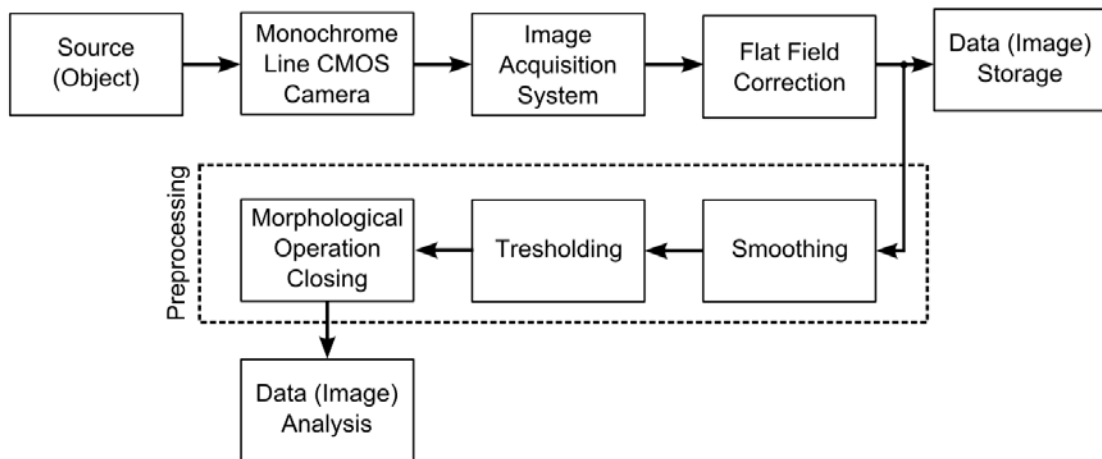 Source
(Object)
Monochrome
Line CMOS
Camera
Image
Acquisition
System
Flat Field
Correction
Data (Image)
Storage
Preprocessing
Morphological
Operation
Closing
Tresholding
Smoothing
Data (Image)
Analysis